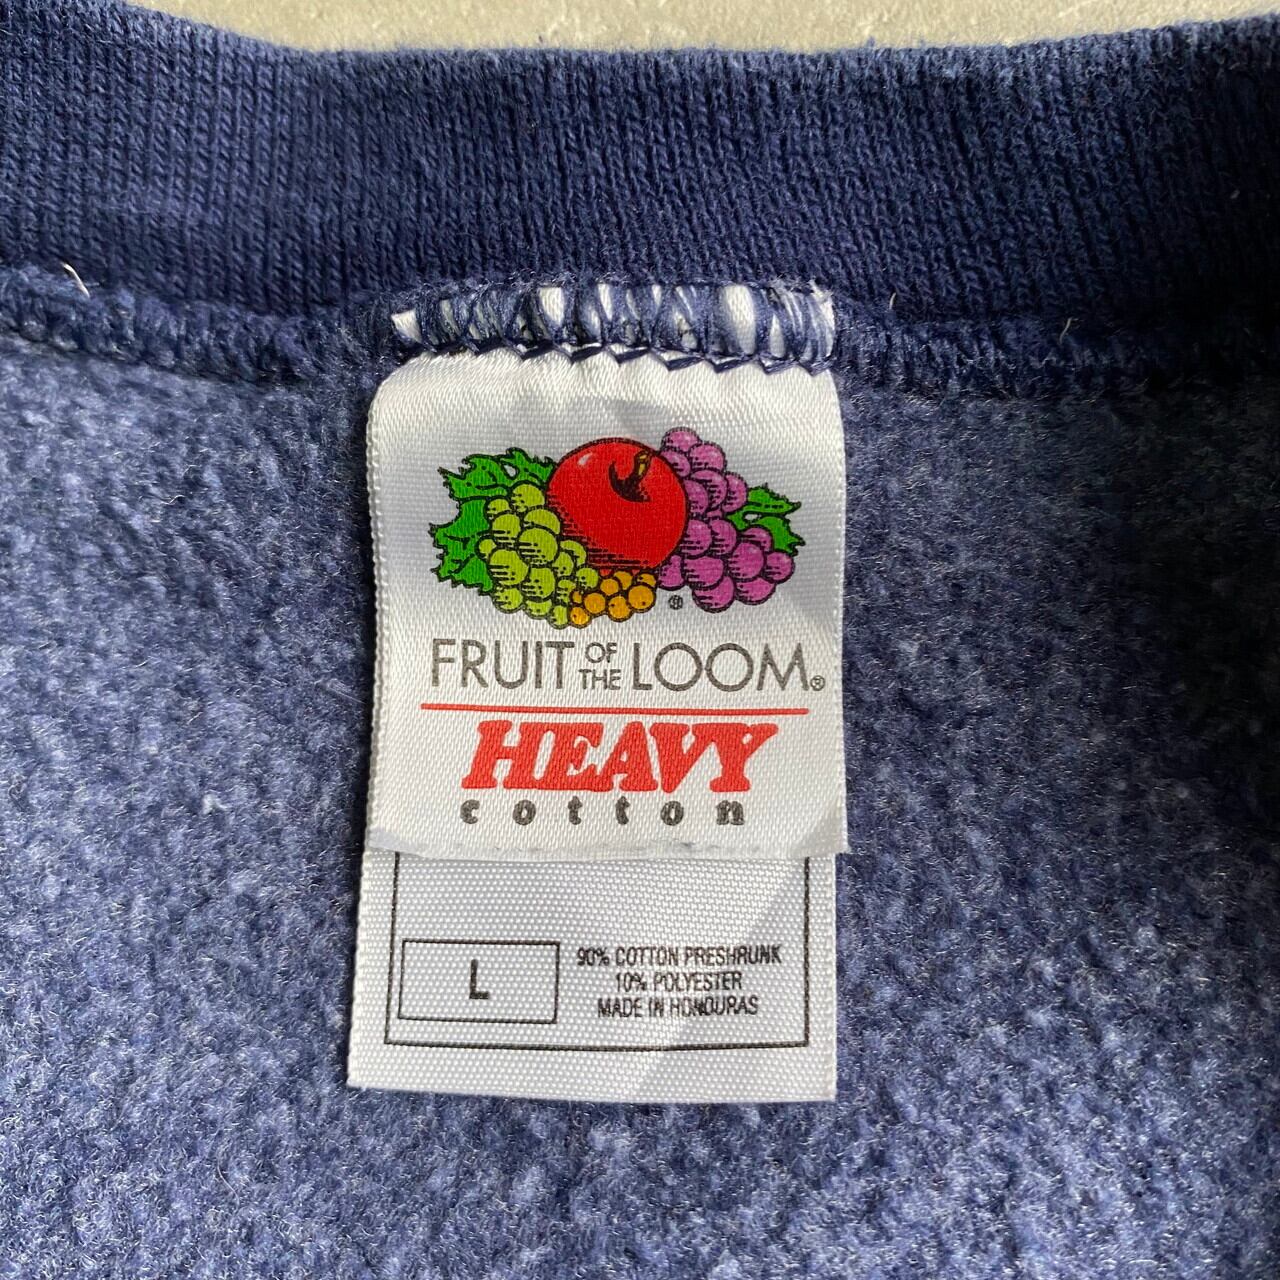 ®
FRUIT OF THE LOOM®
HEAVY
cotton
L
90% COTTON PRESHRUNK
10% POLYESTER
MADE IN HONDURAS